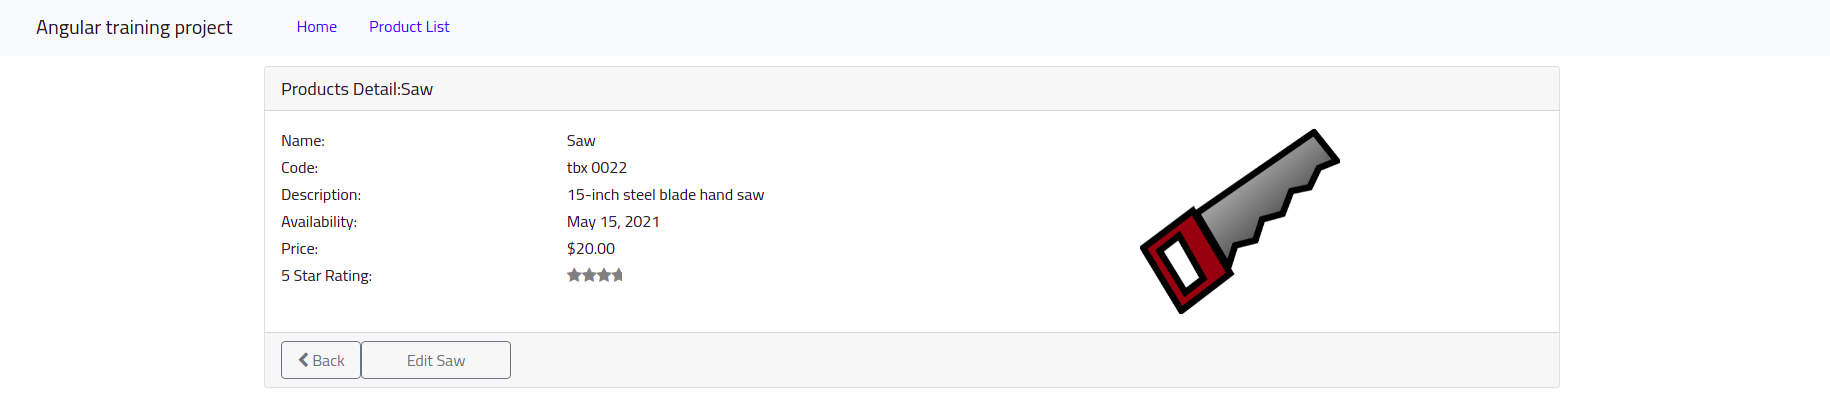 Angular training project Home Product List
Products Detail:Saw
Name: Saw
Code: tbx 0022
Description: 15-inch steel blade hand saw
Availability: May 15, 2021
Price: $20.00
5 Star Rating:
Back Edit Saw